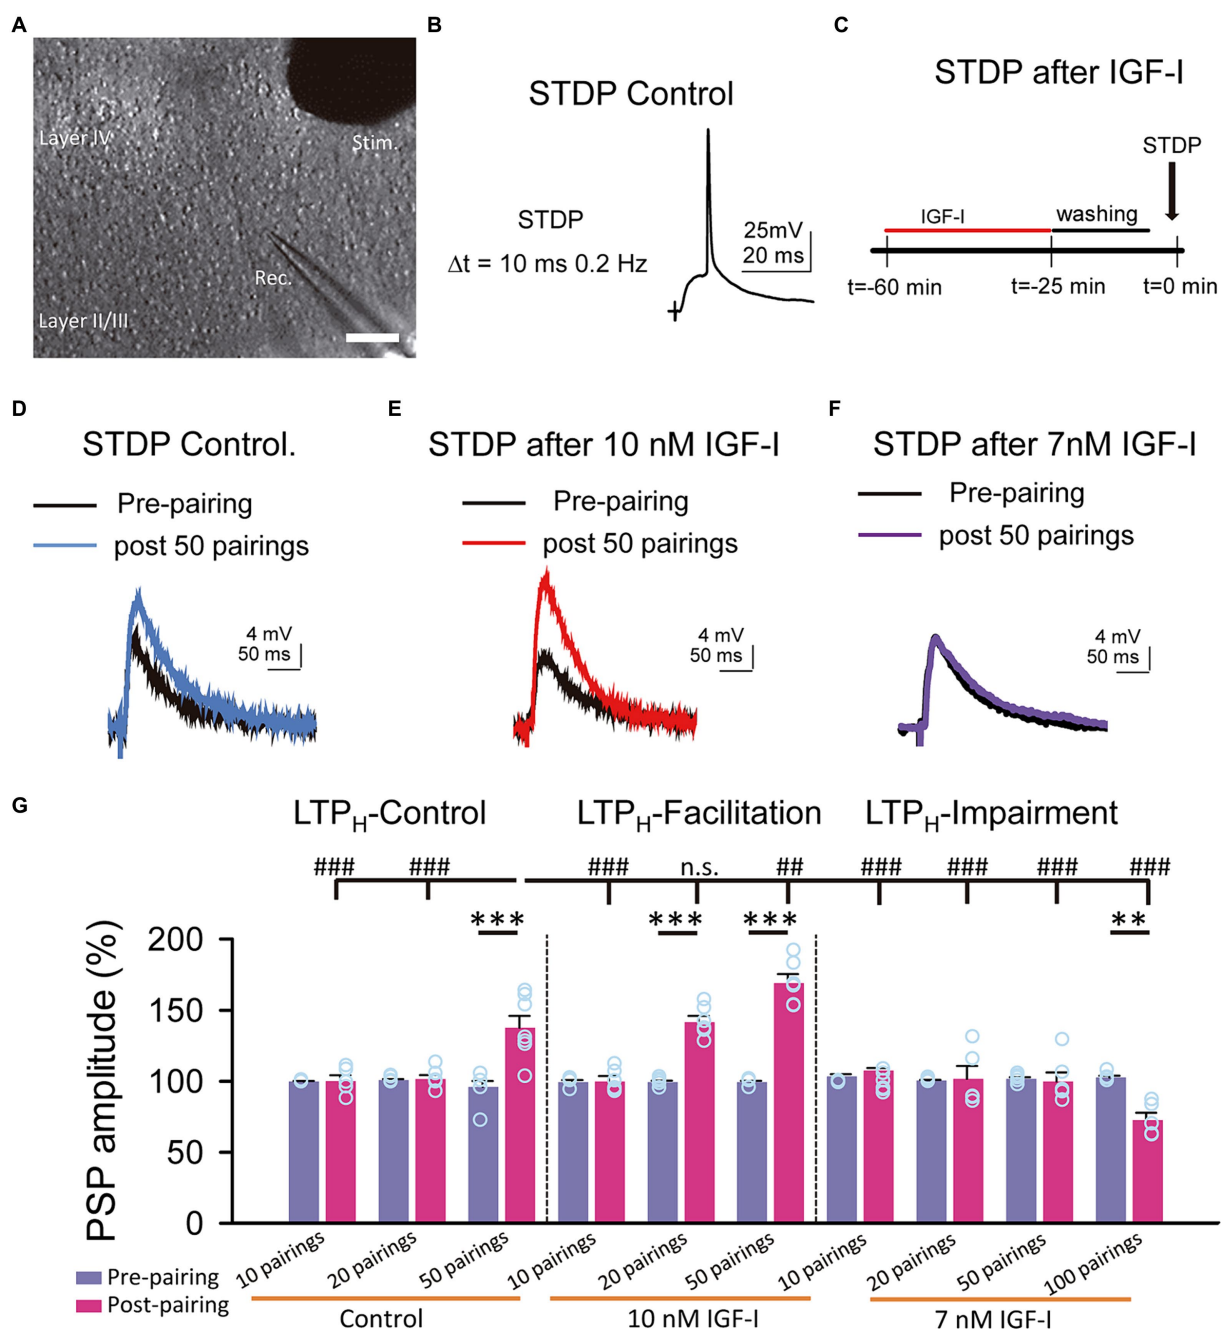 A
Layer IV
Stim.
Rec.
Layer II/III
B
STDP Control
STDP
Δt = 10 ms 0.2 Hz
25mV
20 ms
C
STDP after IGF-I
STDP
IGF-I
washing
t=-60 min
t=-25 min
t=0 min
D
STDP Control.
Pre-pairing
post 50 pairings
4 mV
50 ms
E
STDP after 10 nM IGF-I
Pre-pairing
post 50 pairings
4 mV
50 ms
F
STDP after 7nM IGF-I
Pre-pairing
post 50 pairings
4 mV
50 ms
G
LTPH-Control
LTPH-Facilitation
LTPH-Impairment
### ### ### n.s. ## ### ### ### ###
*** *** *** **
PSP amplitude (%)
200
150
100
50
0
10 pairings
20 pairings
50 pairings
10 pairings
20 pairings
50 pairings
10 pairings
20 pairings
50 pairings
100 pairings
Pre-pairing
Post-pairing
Control
10 nM IGF-I
7 nM IGF-I